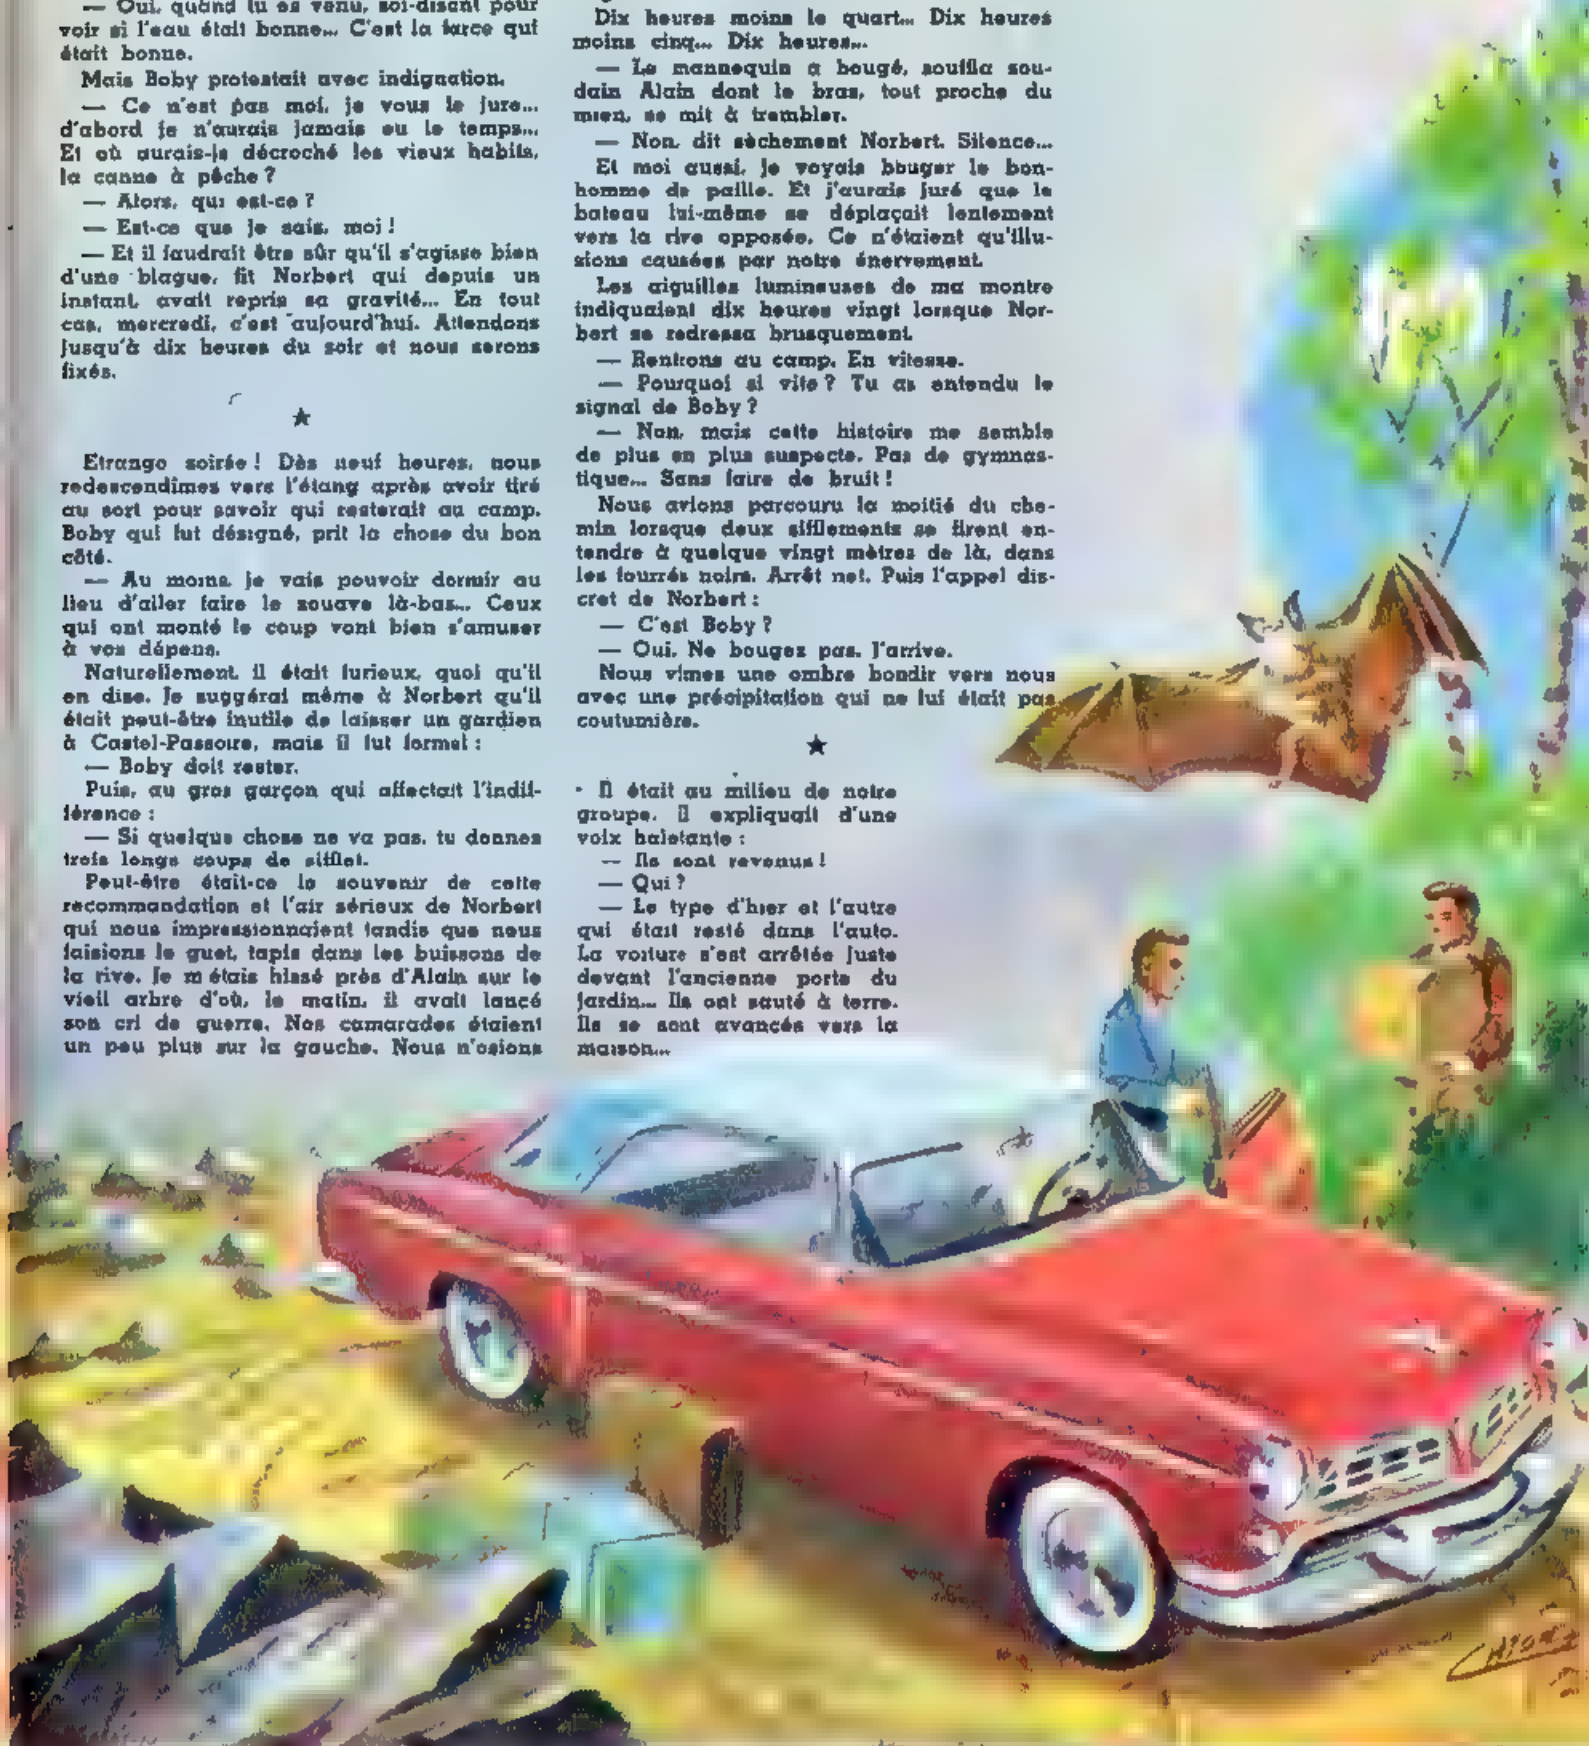 — Oui, quand tu es venu, soi-disant pour
voir si l'eau était bonne... C'est la farce qui
était bonne.
Mais Boby protestait avec indignation.
— Ce n'est pas moi, je vous le jure...
d'abord je n'aurais jamais eu le temps...
Et où aurais-je décroché les vieux habits,
la canne à pêche ?
— Alors, qui est-ce ?
— Est-ce que je sais, moi !
— Et il faudrait être sûr qu'il s'agisse bien
d'une blague, fit Norbert qui depuis un
instant avait repris sa gravité... En tout
cas, mercredi, c'est aujourd'hui. Attendons
jusqu'à dix heures du soir et nous serons
fixés.
★
Etrange soirée ! Dès neuf heures, nous
redescendîmes vers l'étang après avoir tiré
au sort pour savoir qui resterait au camp.
Boby qui fut désigné, prit la chose du bon
côté.
— Au moins je vais pouvoir dormir au
lieu d'aller faire le zouave là-bas... Ceux
qui ont monté le coup vont bien s'amuser
à vos dépens.
Naturellement, il était furieux, quoi qu'il
en dise. Je suggérai même à Norbert qu'il
était peut-être inutile de laisser un gardien
à Castel-Passoire, mais il fut formel :
— Boby doit rester.
Puis, au gros garçon qui affectait l'indif-
férence :
— Si quelque chose ne va pas, tu donnes
trois longs coups de sifflet.
Peut-être était-ce le souvenir de cette
recommandation et l'air sérieux de Norbert
qui nous impressionnaient tandis que nous
faisions le guet, tapis dans les buissons de
la rive. Je m'étais hissé près d'Alain sur le
vieil arbre d'où, le matin, il avait lancé
son cri de guerre. Nos camarades étaient
un peu plus sur la gauche. Nous n'osions
Dix heures moins le quart... Dix heures
moins cinq... Dix heures...
— Le mannequin a bougé, souffla sou-
dain Alain dont le bras, tout proche du
mien, se mit à trembler.
— Non, dit sèchement Norbert. Silence...
Et moi aussi, je voyais bouger le bon-
homme de paille. Et j'aurais juré que le
bateau lui-même se déplaçait lentement
vers la rive opposée. Ce n'étaient qu'illu-
sions causées par notre énervement.
Les aiguilles lumineuses de ma montre
indiquaient dix heures vingt lorsque Nor-
bert se redressa brusquement.
— Rentrons au camp. En vitesse.
— Pourquoi si vite ? Tu as entendu le
signal de Boby ?
— Non, mais cette histoire me semble
de plus en plus suspecte. Pas de gymnas-
tique... Sans faire de bruit !
Nous avions parcouru la moitié du che-
min lorsque deux sifflements se firent en-
tendre à quelque vingt mètres de là, dans
les fourrés noirs. Arrêt net. Puis l'appel dis-
cret de Norbert :
— C'est Boby ?
— Oui. Ne bougez pas. J'arrive.
Nous vîmes une ombre bondir vers nous
avec une précipitation qui ne lui était pas
coutumière.
★
Il était au milieu de notre
groupe. Il expliquait d'une
voix haletante :
— Ils sont revenus !
— Qui ?
— Le type d'hier et l'autre
qui était resté dans l'auto.
La voiture s'est arrêtée juste
devant l'ancienne porte du
jardin... Ils ont sauté à terre.
Ils se sont avancés vers la
maison...